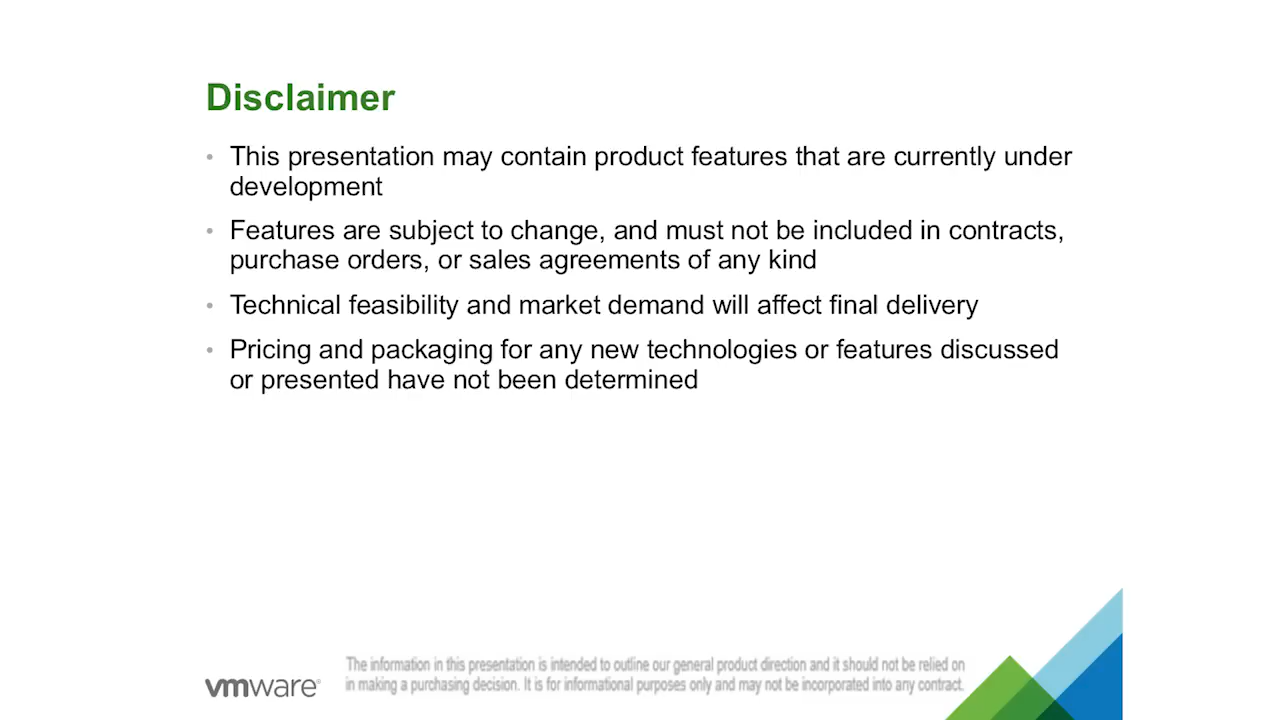 Disclaimer
• This presentation may contain product features that are currently under
development
• Features are subject to change, and must not be included in contracts,
purchase orders, or sales agreements of any kind
• Technical feasibility and market demand will affect final delivery
• Pricing and packaging for any new technologies or features discussed
or presented have not been determined
The information in this presentation is intended to outline our general product direction and it should not be relied on
in making a purchasing decision. It is for informational purposes only and may not be incorporated into any contract.
vmware®